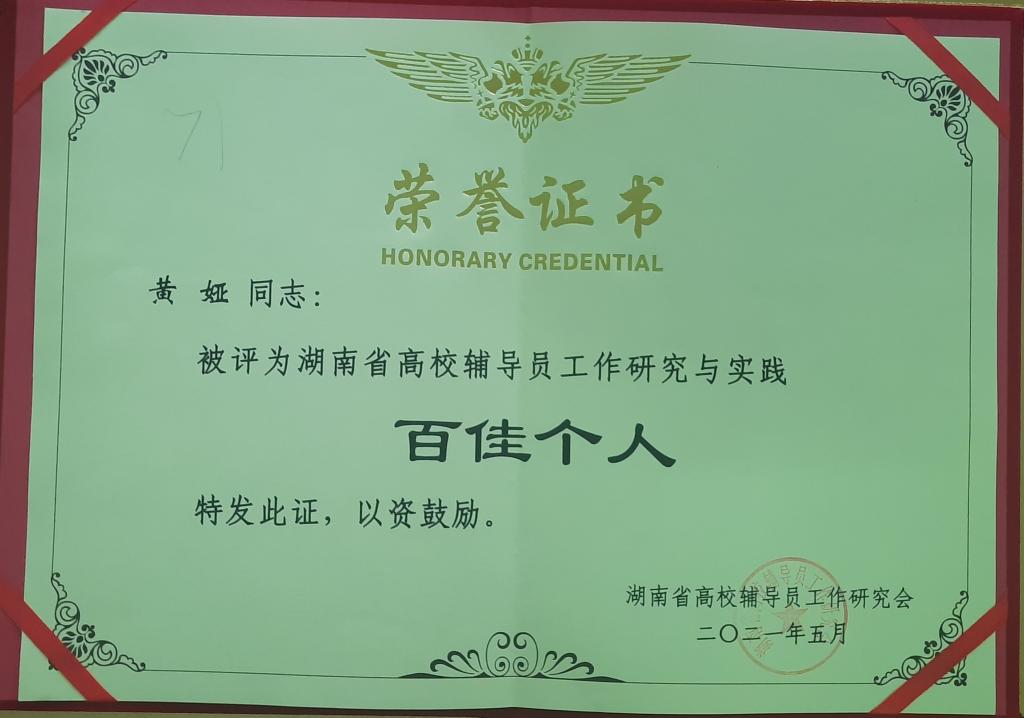 荣誉证书
HONORARY CREDENTIAL
黄 娅 同志：
被评为湖南省高校辅导员工作研究与实践
百佳个人
特发此证，以资鼓励。
湖南省高校辅导员工作研究会
二〇二一年五月